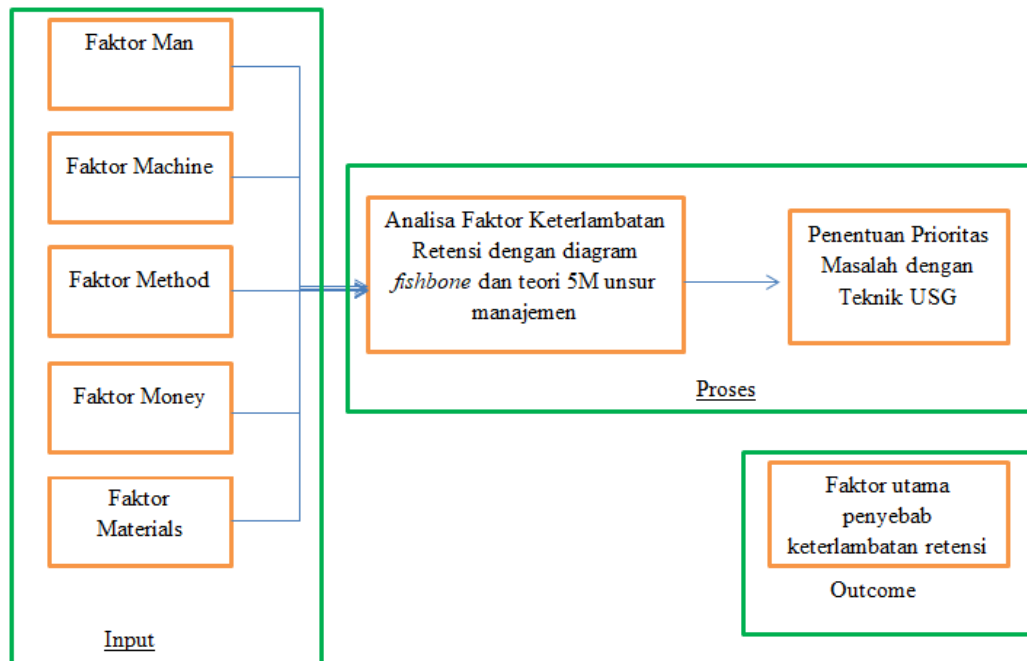 Faktor Man
Faktor Machine
Faktor Method
Faktor Money
Faktor
Materials
Input
Analisa Faktor Keterlambatan
Retensi dengan diagram
fishbone dan teori 5M unsur
manajemen
Penentuan Prioritas
Masalah dengan
Teknik USG
Proses
Faktor utama
penyebab
keterlambatan retensi
Outcome